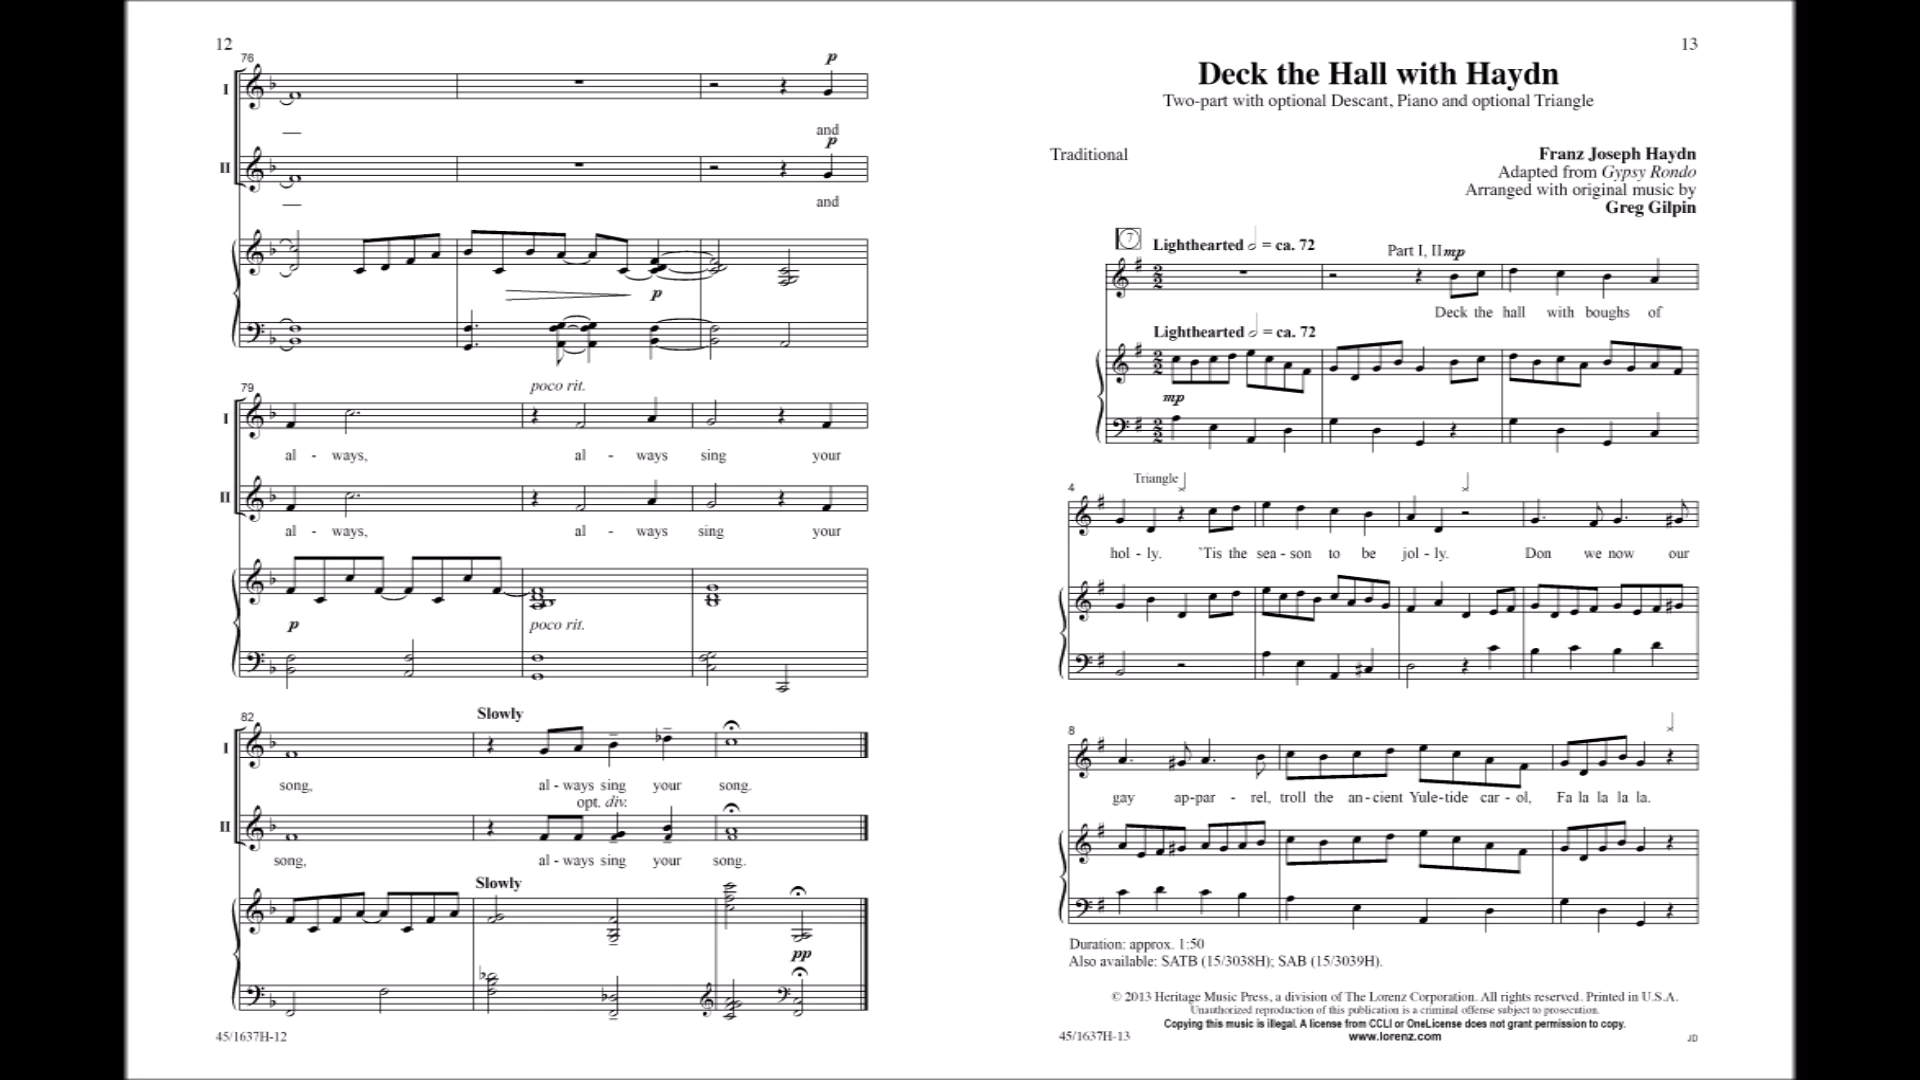 12
76
p
I
and
p
II
and
p
79
poco rit.
I
al - ways, al - ways sing your
II
al - ways, al - ways sing your
p
poco rit.
82
Slowly
I
song, al - ways sing your song.
opt. div.
II
song, al - ways sing your song.
Slowly
pp
45/1637H-12
13
Deck the Hall with Haydn
Two-part with optional Descant, Piano and optional Triangle
Traditional
Franz Joseph Haydn
Adapted from Gypsy Rondo
Arranged with original music by
Greg Gilpin
7
Lighthearted = ca. 72
Part I, II mp
Deck the hall with boughs of
Lighthearted = ca. 72
mp
4
Triangle
hol - ly. 'Tis the sea - son to be jol - ly. Don we now our
8
gay ap-par - rel, troll the an-cient Yule-tide car - ol, Fa la la la la.
Duration: approx. 1:50
Also available: SATB (15/3038H); SAB (15/3039H).
© 2013 Heritage Music Press, a division of The Lorenz Corporation. All rights reserved. Printed in U.S.A.
Unauthorized reproduction of this publication is a criminal offense subject to prosecution.
Copying this music is illegal. A license from CCLI or OneLicense does not grant permission to copy.
www.lorenz.com
45/1637H-13
JD